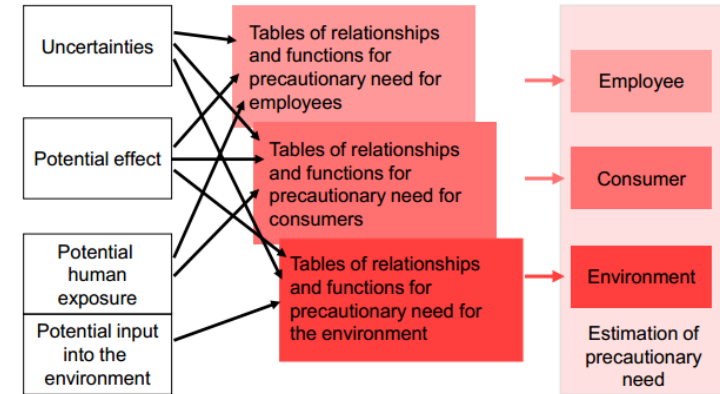 Uncertainties
Potential effect
Potential
human
exposure
Potential input
into the
environment
Tables of relationships
and functions for
precautionary need for
employees
Tables of relationships
and functions for
precautionary need for
consumers
Tables of relationships
and functions for
precautionary need for
the environment
Employee
Consumer
Environment
Estimation of
precautionary
need